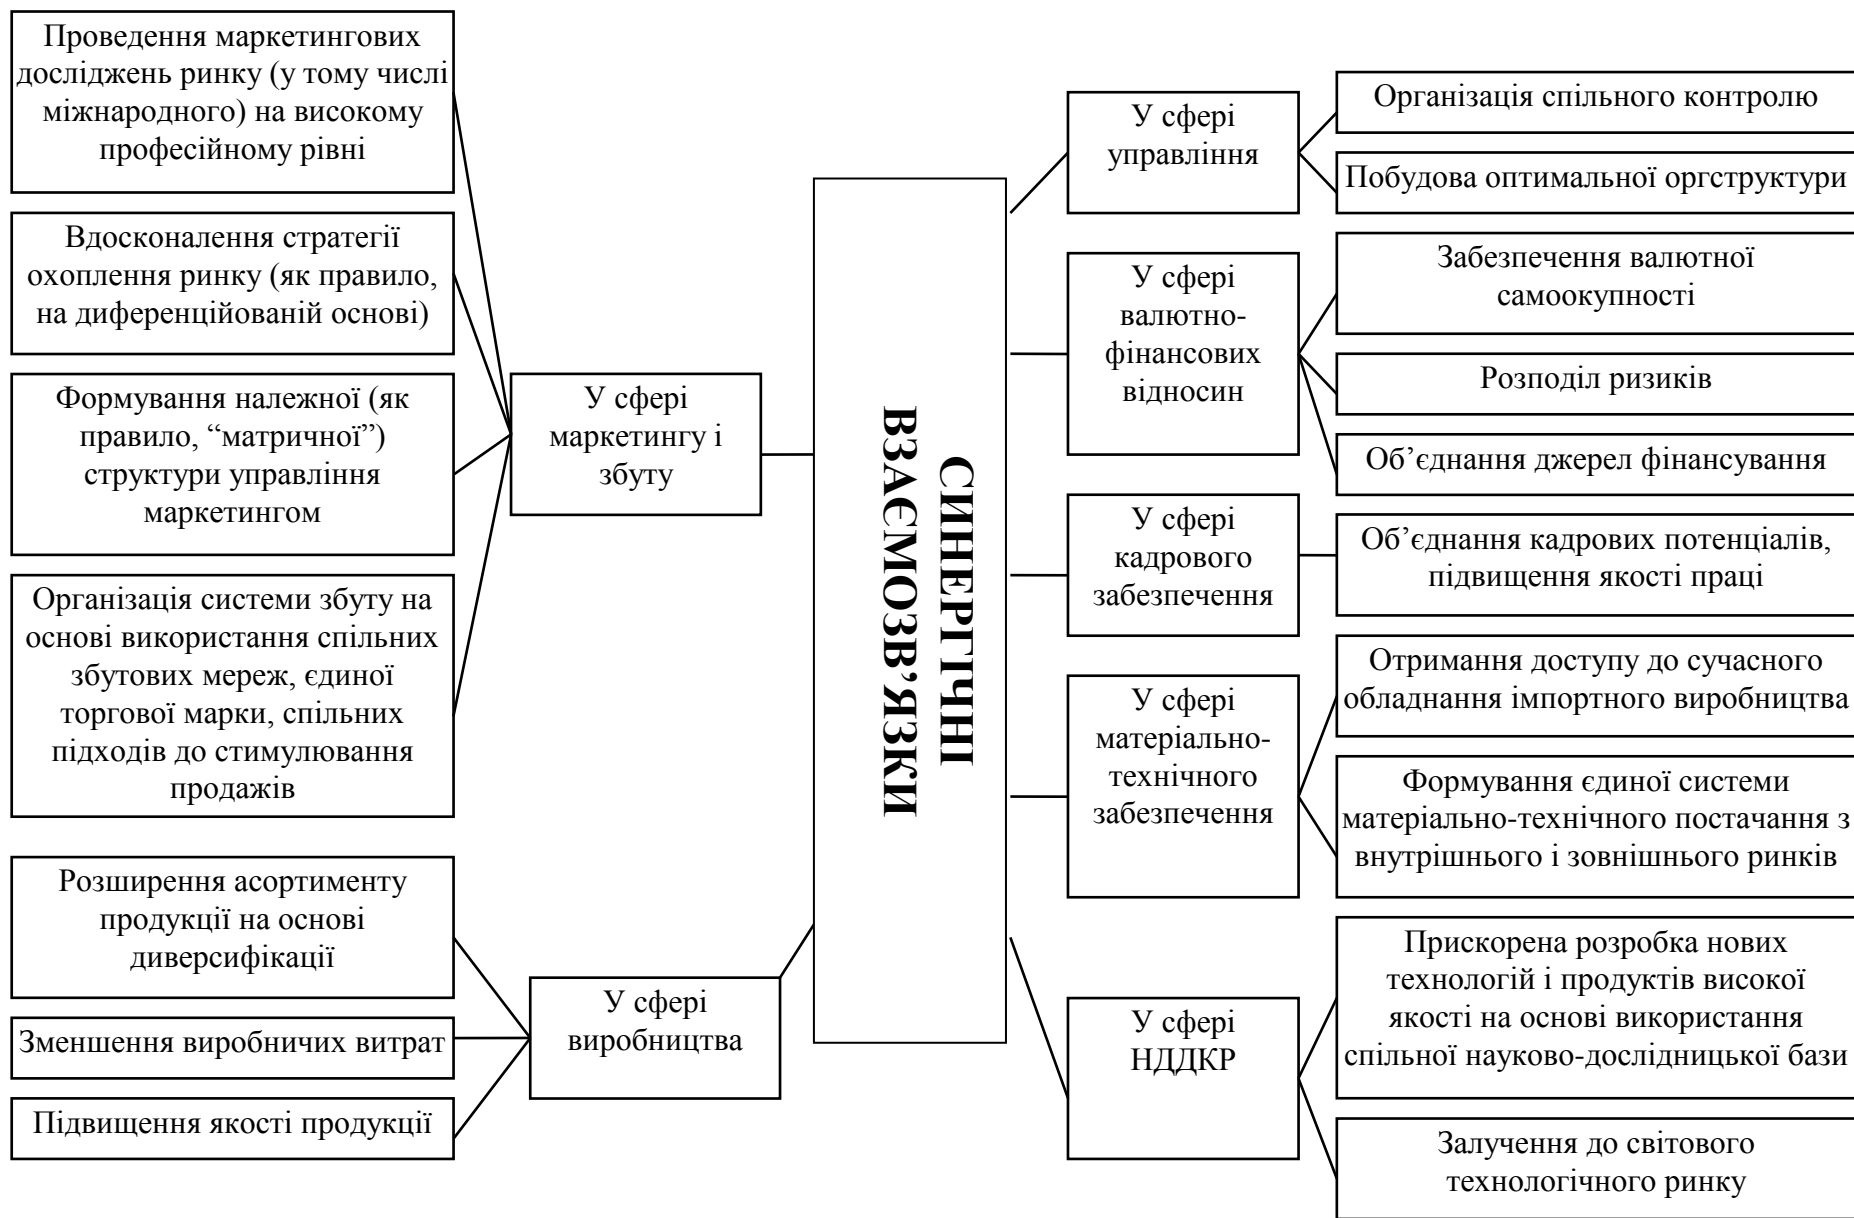 Проведення маркетингових
досліджень ринку (у тому числі
міжнародного) на високому
професійному рівні
Вдосконалення стратегії
охоплення ринку (як правило,
на диференційованій основі)
Формування належної (як
правило, “матричної”)
структури управління
маркетингом
Організація системи збуту на
основі використання спільних
збутових мереж, єдиної
торгової марки, спільних
підходів до стимулювання
продажів
Розширення асортименту
продукції на основі
диверсифікації
Зменшення виробничих витрат
Підвищення якості продукції
У сфері
маркетингу і
збуту
У сфері
виробництва
СИНЕРГІЧНІ
ВЗАЄМОЗВ’ЯЗКИ
У сфері
управління
У сфері
валютно-
фінансових
відносин
У сфері
кадрового
забезпечення
У сфері
матеріально-
технічного
забезпечення
У сфері
НДДКР
Організація спільного контролю
Побудова оптимальної оргструктури
Забезпечення валютної
самоокупності
Розподіл ризиків
Об’єднання джерел фінансування
Об’єднання кадрових потенціалів,
підвищення якості праці
Отримання доступу до сучасного
обладнання імпортного виробництва
Формування єдиної системи
матеріально-технічного постачання з
внутрішнього і зовнішнього ринків
Прискорена розробка нових
технологій і продуктів високої
якості на основі використання
спільної науково-дослідницької бази
Залучення до світового
технологічного ринку